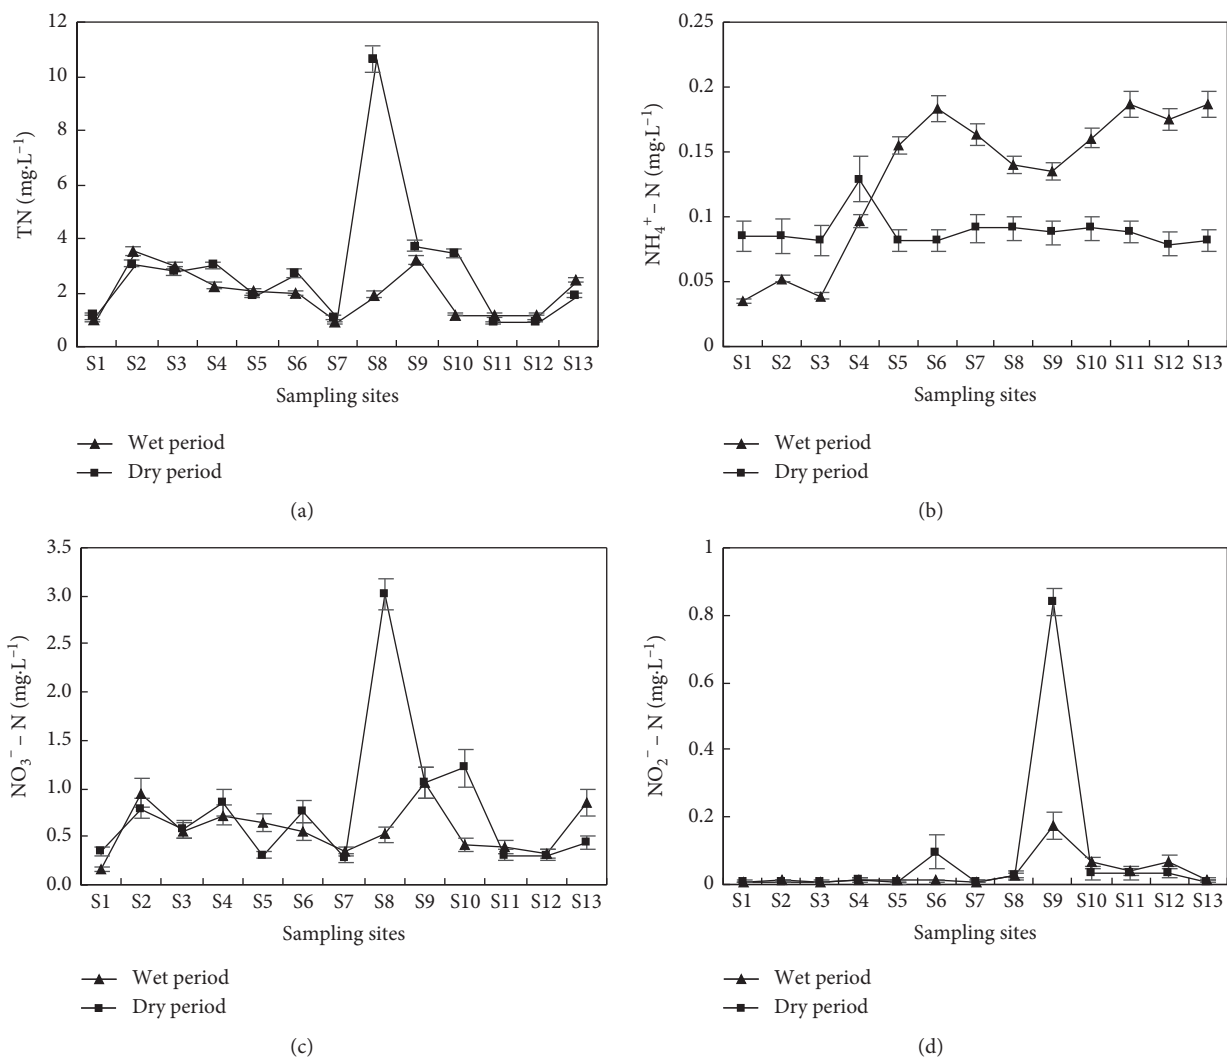 12
10
8
6
4
2
0
TN (mg·L⁻¹)
S1 S2 S3 S4 S5 S6 S7 S8 S9 S10 S11 S12 S13
Sampling sites
Wet period
Dry period
(a)
0.25
0.2
0.15
0.1
0.05
0
NH₄⁺ – N (mg·L⁻¹)
S1 S2 S3 S4 S5 S6 S7 S8 S9 S10 S11 S12 S13
Sampling sites
Wet period
Dry period
(b)
3.5
3.0
2.5
2.0
1.5
1.0
0.5
0.0
NO₃⁻ – N (mg·L⁻¹)
S1 S2 S3 S4 S5 S6 S7 S8 S9 S10 S11 S12 S13
Sampling sites
Wet period
Dry period
(c)
1
0.8
0.6
0.4
0.2
0
NO₂⁻ – N (mg·L⁻¹)
S1 S2 S3 S4 S5 S6 S7 S8 S9 S10 S11 S12 S13
Sampling sites
Wet period
Dry period
(d)